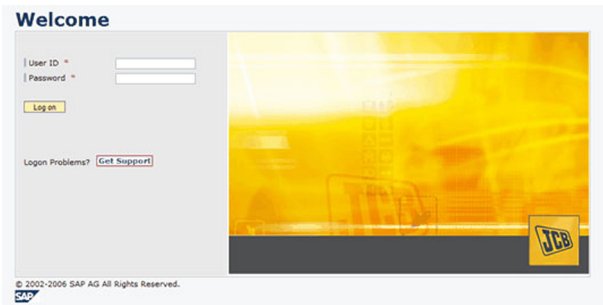 Welcome
User ID *
Password *
Log on
Logon Problems? Get Support
JCB
JCB
© 2002-2006 SAP AG All Rights Reserved.
SAP